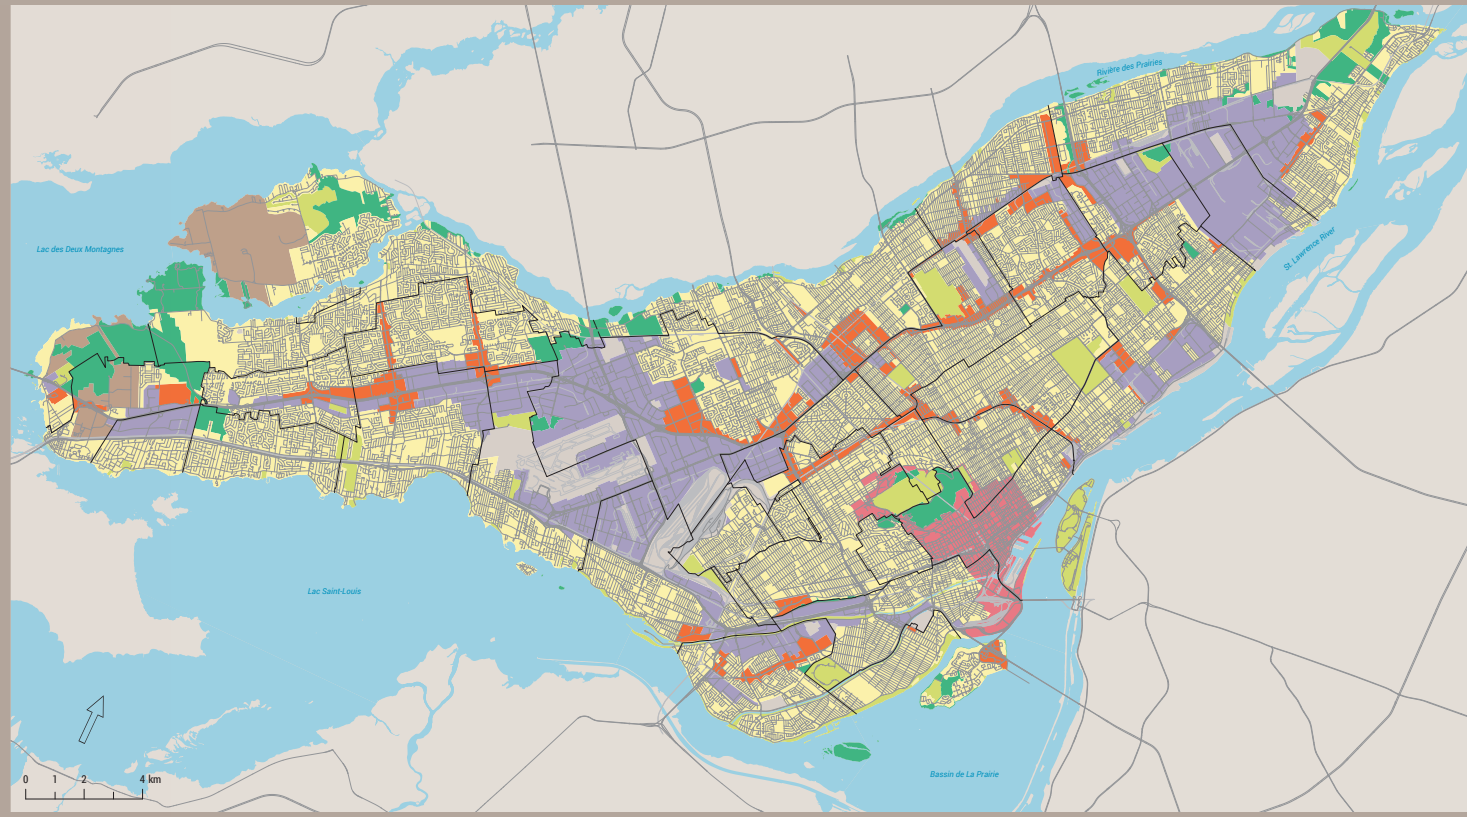 Rivière des Prairies
Lac des Deux Montagnes
St. Lawrence River
Lac Saint-Louis
Bassin de La Prairie
0 1 2 4 km